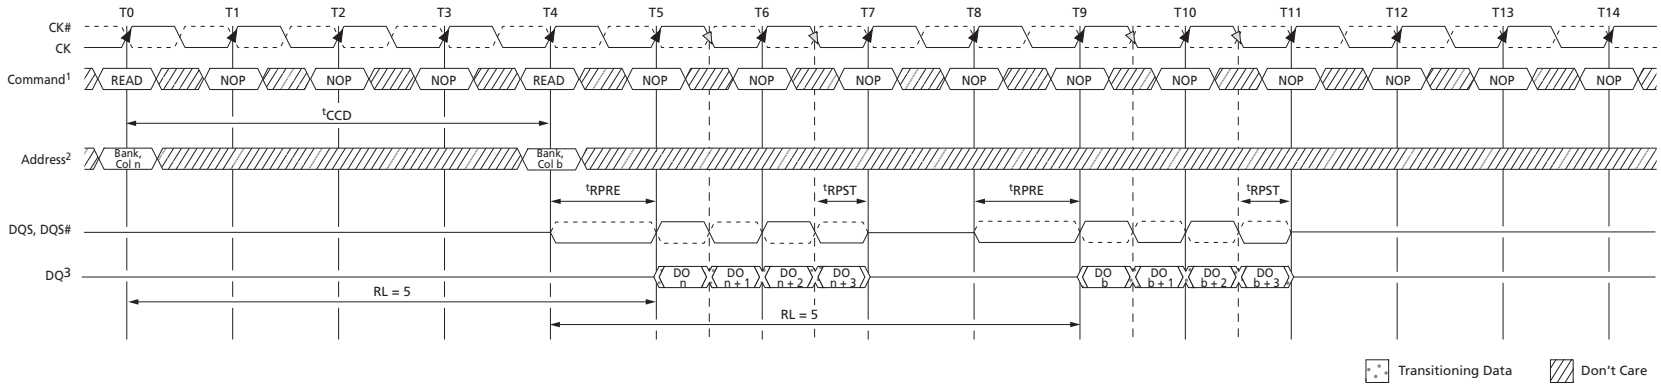 T0 T1 T2 T3 T4 T5 T6 T7 T8 T9 T10 T11 T12 T13 T14
CK#
CK
Command1 READ NOP NOP NOP READ NOP NOP NOP NOP NOP NOP NOP NOP NOP NOP
tCCD
Address2 Bank, Col n Bank, Col b
tRPRE tRPST tRPRE tRPST
DQS, DQS#
DQ3 DO n DO n + 1 DO n + 2 DO n + 3 DO b DO b + 1 DO b + 2 DO b + 3
RL = 5
RL = 5
Transitioning Data Don't Care